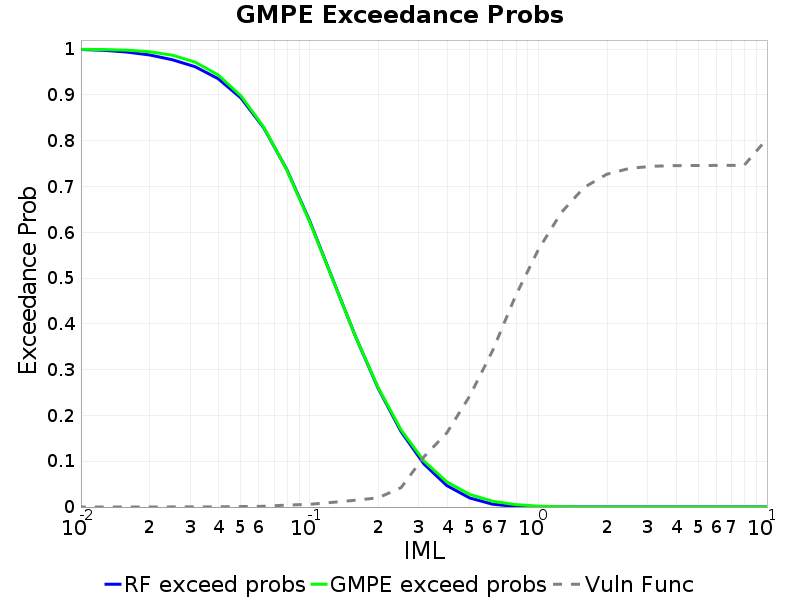 GMPE Exceedance Probs
Exceedance Prob
1
0.9
0.8
0.7
0.6
0.5
0.4
0.3
0.2
0.1
0
10^-2 2 3 4 5 6 10^-1 2 3 4 5 6 7 10^0 2 3 4 5 6 7 10^1
IML
RF exceed probs GMPE exceed probs Vuln Func